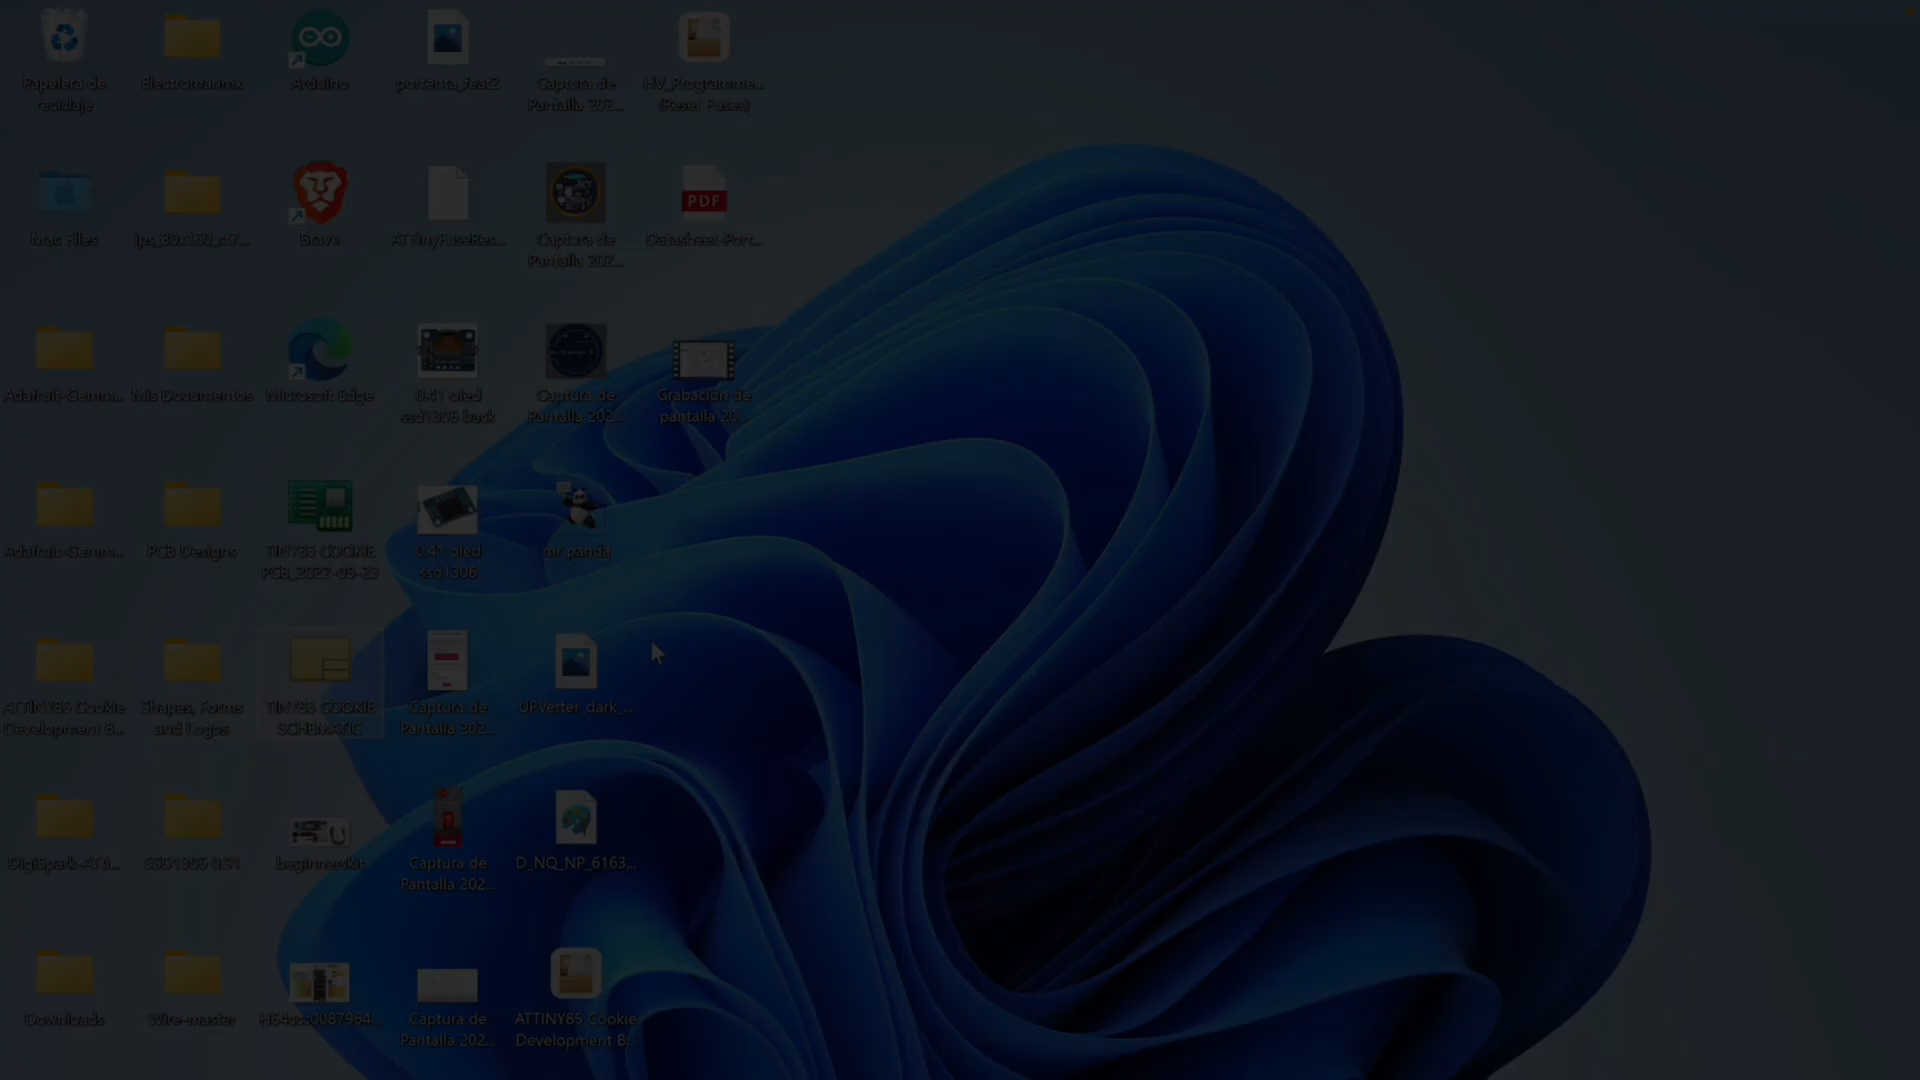 Papelera de
reciclaje
Electromanmx
Arduino
portenta_feat2
Captura de
Pantalla 202...
HV_Programme...
(Reset Fuses)
Mac Files
Brave
ATTinyFuseRes...
Captura de
Pantalla 202...
PDF
Datasheet-Port...
Adafruit-Gemm...
Mis Documentos
Microsoft Edge
0.41 oled
ssd1306 back
Captura de
Pantalla 202...
Grabación de
pantalla 20...
Adafruit-Gemm...
PCB Designs
TINY85 COOKIE
PCB_2022-08-23
0.41 oled
ssd1306
mr panda
ATTINY85 Cookie
Development B...
Shapes, Forms
and Logos
TINY85 COOKIE
SCHEMATIC
Captura de
Pantalla 202...
UPVerter_dark_...
DigiSpark-ATti...
SSD1306 0.91
beginnerskit
Captura de
Pantalla 202...
D_NQ_NP_6163...
Downloads
Wire-master
Captura de
Pantalla 202...
ATTINY85 Cookie
Development B...